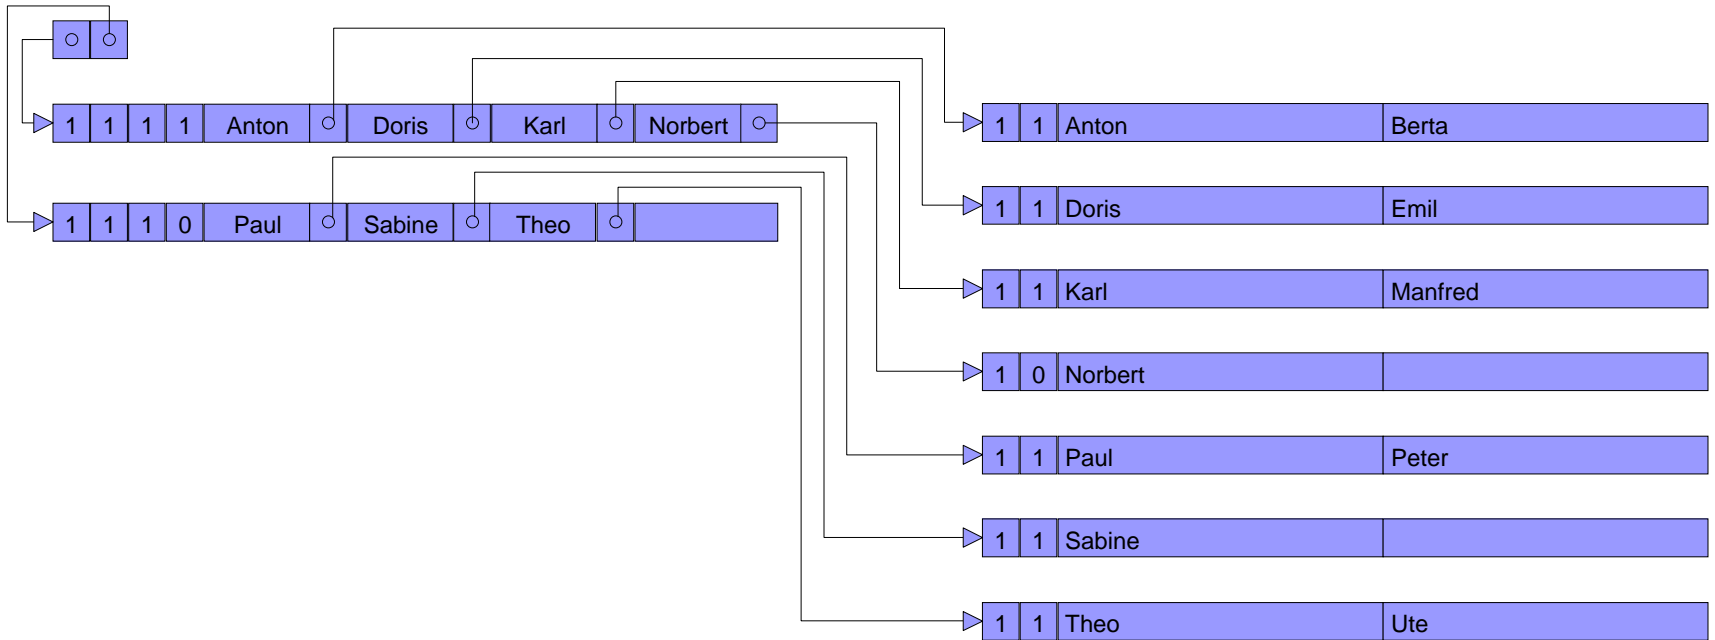 1 1 1 1 Anton Doris Karl Norbert
1 1 1 0 Paul Sabine Theo
1 1 Anton Berta
1 1 Doris Emil
1 1 Karl Manfred
1 0 Norbert
1 1 Paul Peter
1 1 Sabine
1 1 Theo Ute